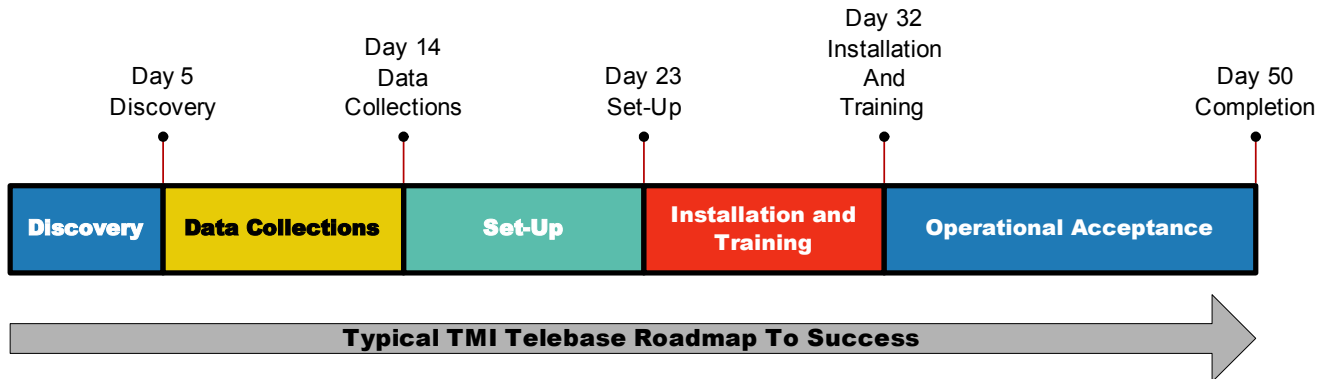 Day 5
Discovery
Day 14
Data
Collections
Day 23
Set-Up
Day 32
Installation
And
Training
Day 50
Completion
Discovery
Data Collections
Set-Up
Installation and
Training
Operational Acceptance
Typical TMI Telebase Roadmap To Success